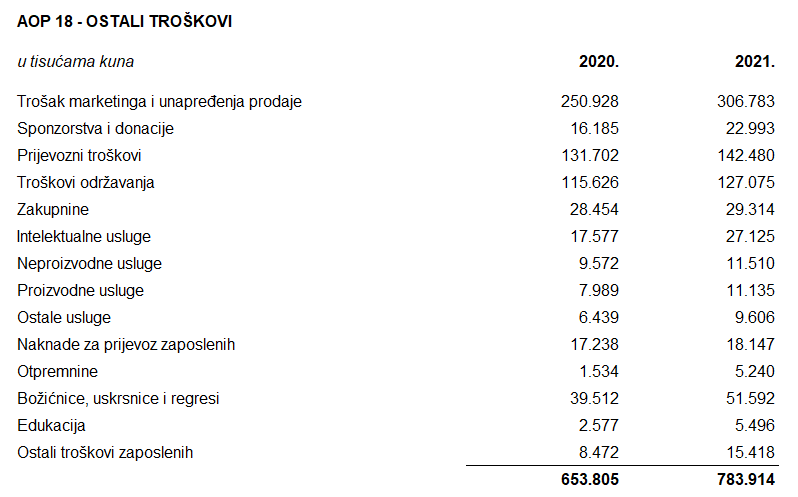 AOP 18 - OSTALI TROŠKOVI
u tisućama kuna 2020. 2021.
Trošak marketinga i unapređenja prodaje 250.928 306.783
Sponzorstva i donacije 16.185 22.993
Prijevozni troškovi 131.702 142.480
Troškovi održavanja 115.626 127.075
Zakupnine 28.454 29.314
Intelektualne usluge 17.577 27.125
Neproizvodne usluge 9.572 11.510
Proizvodne usluge 7.989 11.135
Ostale usluge 6.439 9.606
Naknade za prijevoz zaposlenih 17.238 18.147
Otpremnine 1.534 5.240
Božićnice, uskrsnice i regresi 39.512 51.592
Edukacija 2.577 5.496
Ostali troškovi zaposlenih 8.472 15.418
653.805 783.914